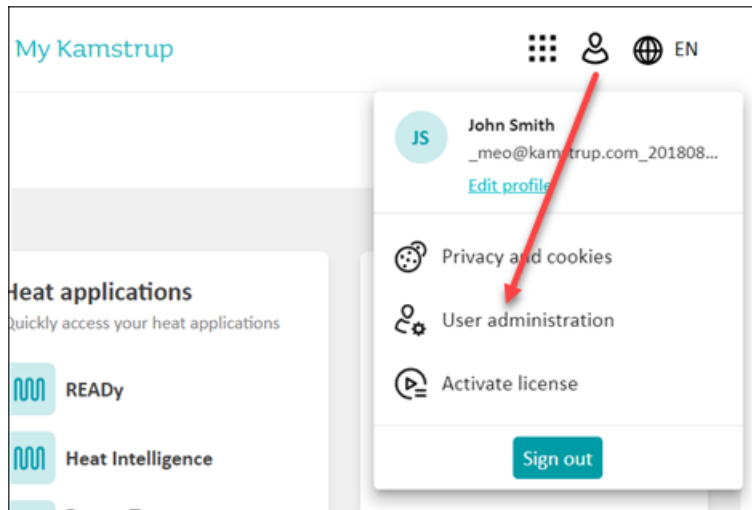 My Kamstrup
EN
JS
John Smith
_meo@kamstrup.com_201808...
Edit profile
Privacy and cookies
User administration
Activate license
Sign out
Heat applications
Quickly access your heat applications
READy
Heat Intelligence